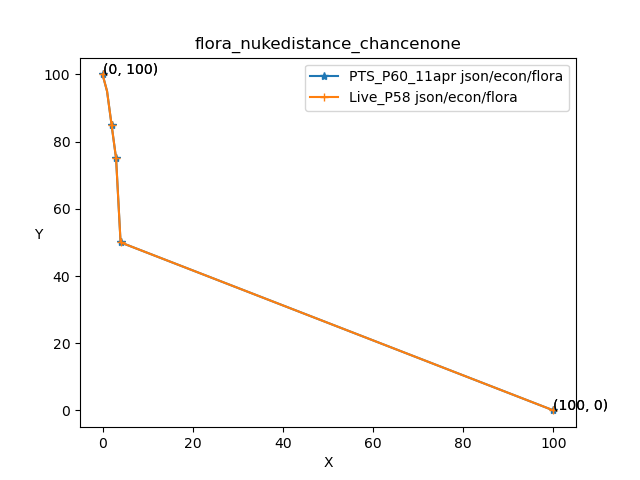 flora_nukedistance_chancenone
(0, 100)
PTS_P60_11apr json/econ/flora
Live_P58 json/econ/flora
100
80
60
40
20
0
Y
(100, 0)
0 20 40 60 80 100
X